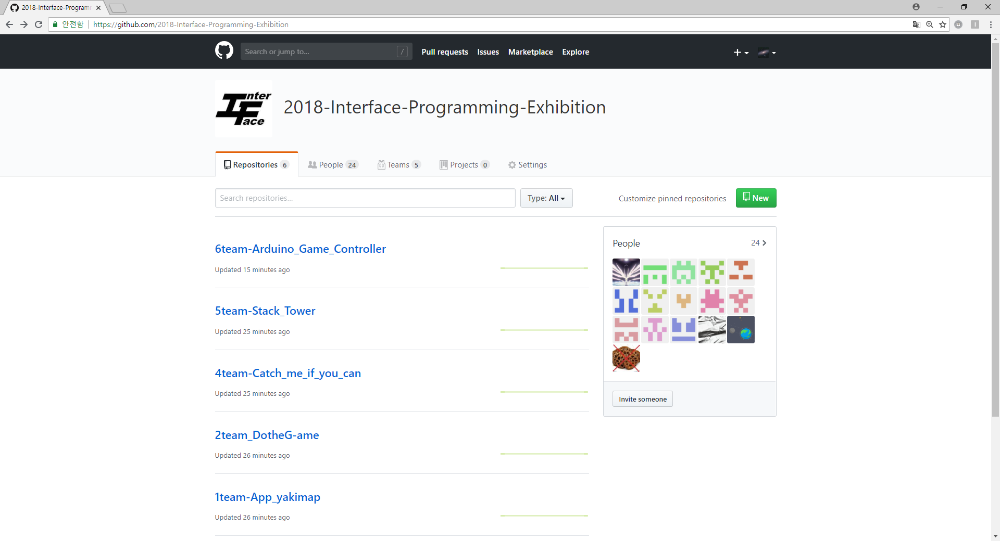 2018-Interface-Program
안전함 https://github.com/2018-Interface-Programming-Exhibition
Search or jump to... / Pull requests Issues Marketplace Explore
Inter
Face
2018-Interface-Programming-Exhibition
Repositories 6 People 24 Teams 5 Projects 0 Settings
Search repositories... Type: All Customize pinned repositories New
6team-Arduino_Game_Controller
Updated 15 minutes ago
5team-Stack_Tower
Updated 25 minutes ago
4team-Catch_me_if_you_can
Updated 25 minutes ago
2team_DotheG-ame
Updated 26 minutes ago
1team-App_yakimap
Updated 26 minutes ago
People 24
Invite someone